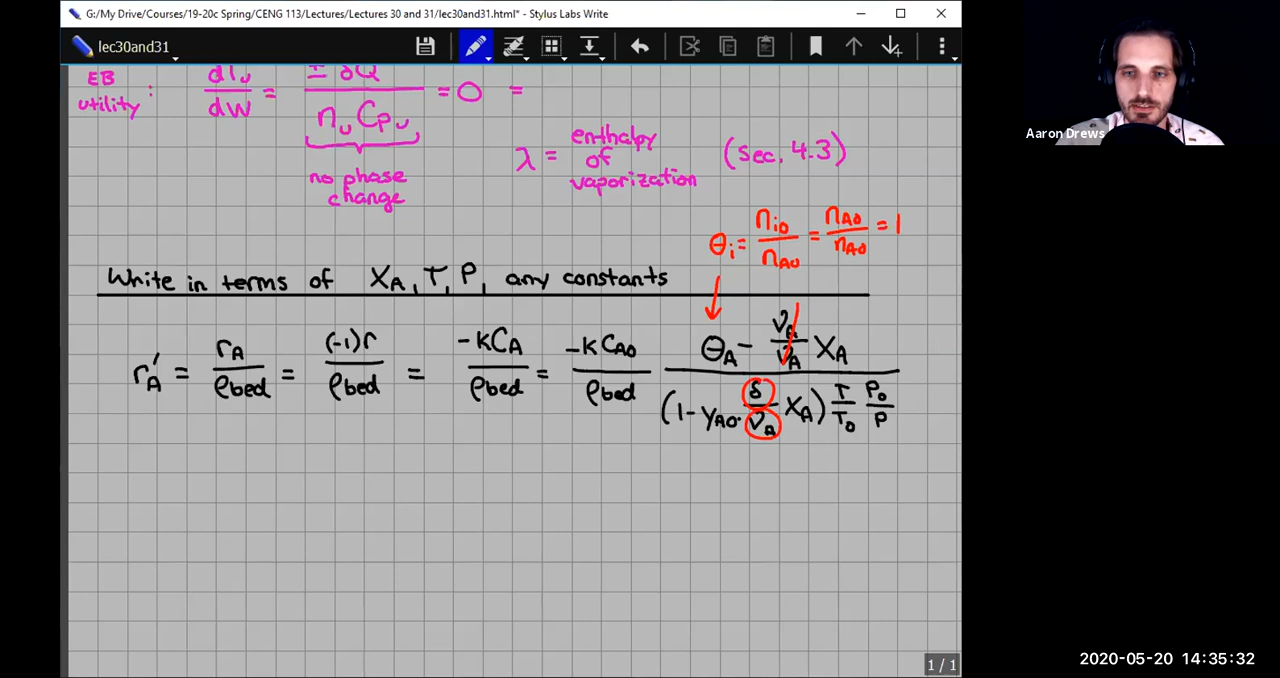 G:/My Drive/Courses/19-20c Spring/CENG 113/Lectures/Lectures 30 and 31/lec30and31.html* - Stylus Labs Write
lec30and31
EB utility : dTu/dW = ± δQ / nu Cpu = 0 =
no phase change
λ = enthalpy of vaporization (Sec. 4.3)
θi = ni0/nA0 = nA0/nA0 = 1
Write in terms of XA, T, P, any constants
rA' = rA/ρbed = (-1)r/ρbed = -kCA/ρbed = -kCA0/ρbed (θA - νA/νA XA) / ((1 - yA0 · δ/νA XA) T/T0 P0/P)
1 / 1
Aaron Drews
2020-05-20 14:35:32